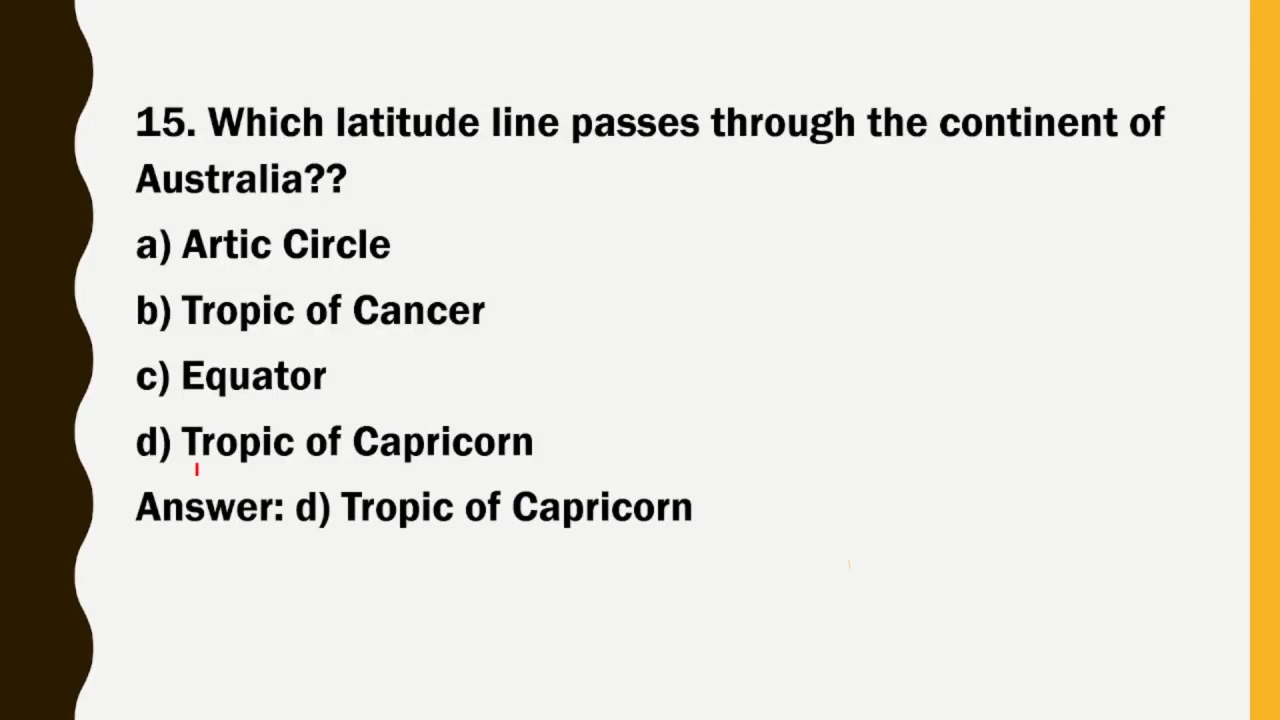 15. Which latitude line passes through the continent of
Australia??
a) Artic Circle
b) Tropic of Cancer
c) Equator
d) Tropic of Capricorn
Answer: d) Tropic of Capricorn